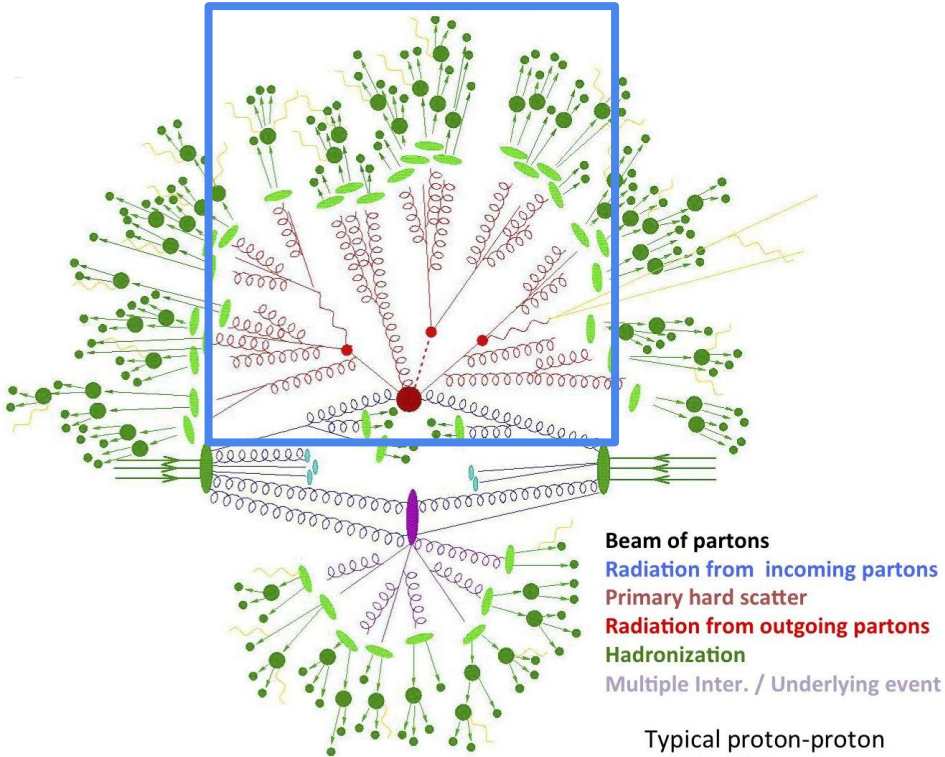 Beam of partons
Radiation from incoming partons
Primary hard scatter
Radiation from outgoing partons
Hadronization
Multiple Inter. / Underlying event
Typical proton-proton